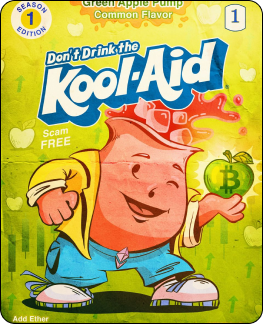 Green Apple Pump
Common Flavor
SEASON
1
EDITION
1
Don't Drink the
Kool-Aid
Scam
FREE
Add Ether